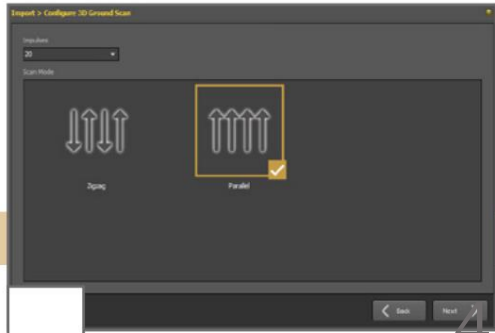 Import > Configure 3D Ground Scan
Impulses
20
Scan Mode
Zigzag
Parallel
Back
Next